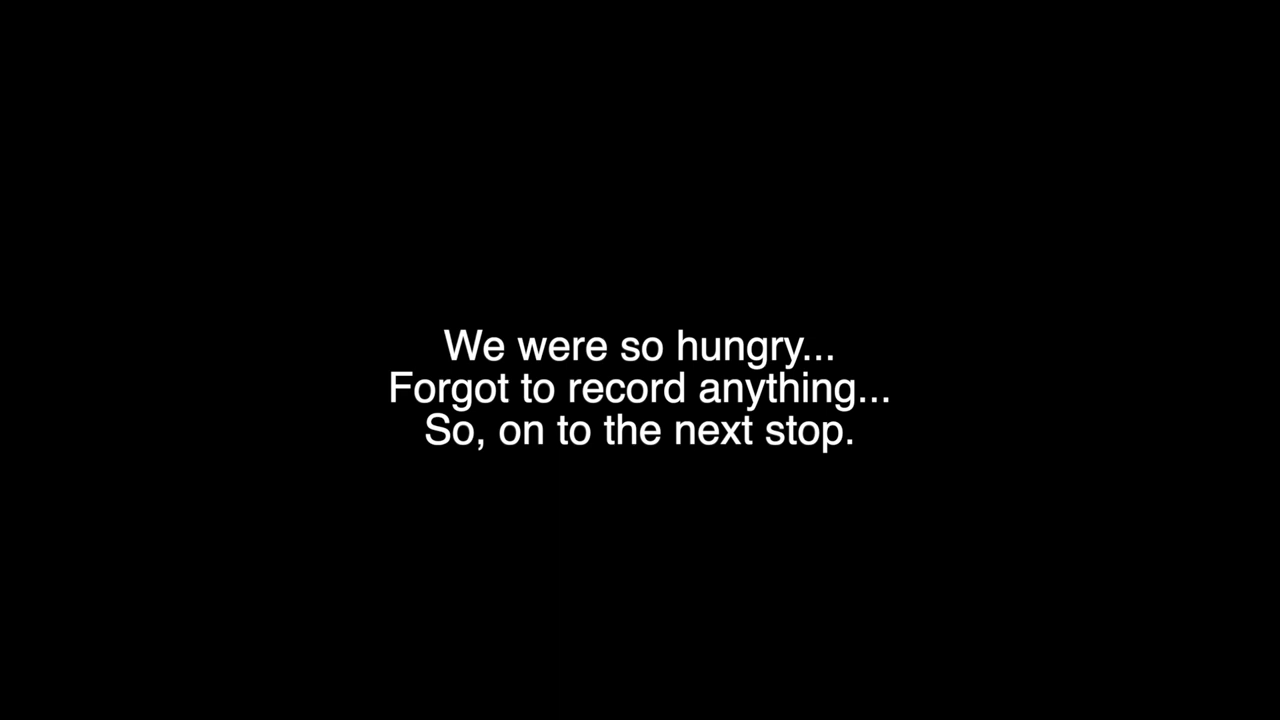 We were so hungry...
Forgot to record anything...
So, on to the next stop.